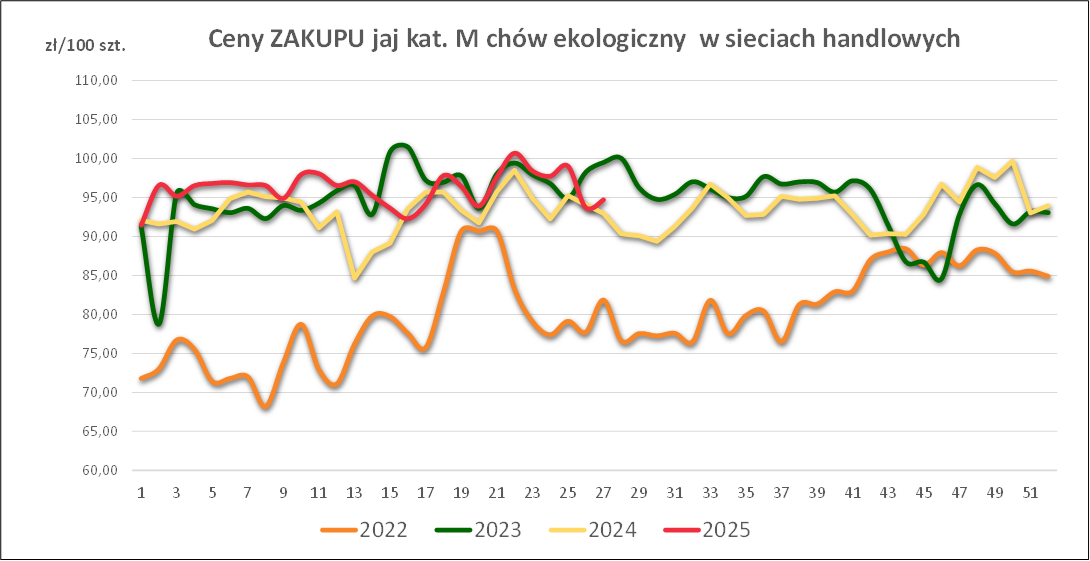 zł/100 szt.
Ceny ZAKUPU jaj kat. M chów ekologiczny w sieciach handlowych
110,00
105,00
100,00
95,00
90,00
85,00
80,00
75,00
70,00
65,00
60,00
1 3 5 7 9 11 13 15 17 19 21 23 25 27 29 31 33 35 37 39 41 43 45 47 49 51
2022 2023 2024 2025